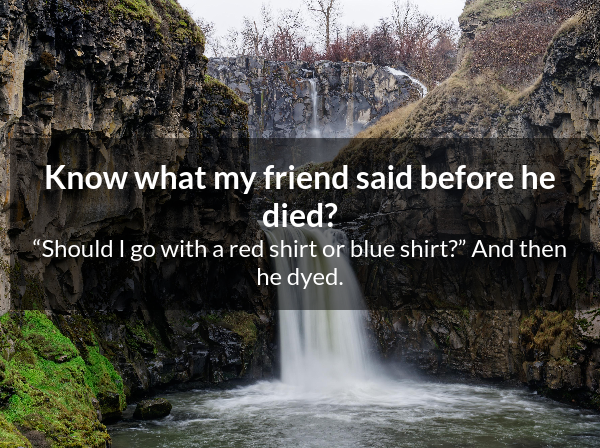 Know what my friend said before he
died?
“Should I go with a red shirt or blue shirt?” And then
he dyed.